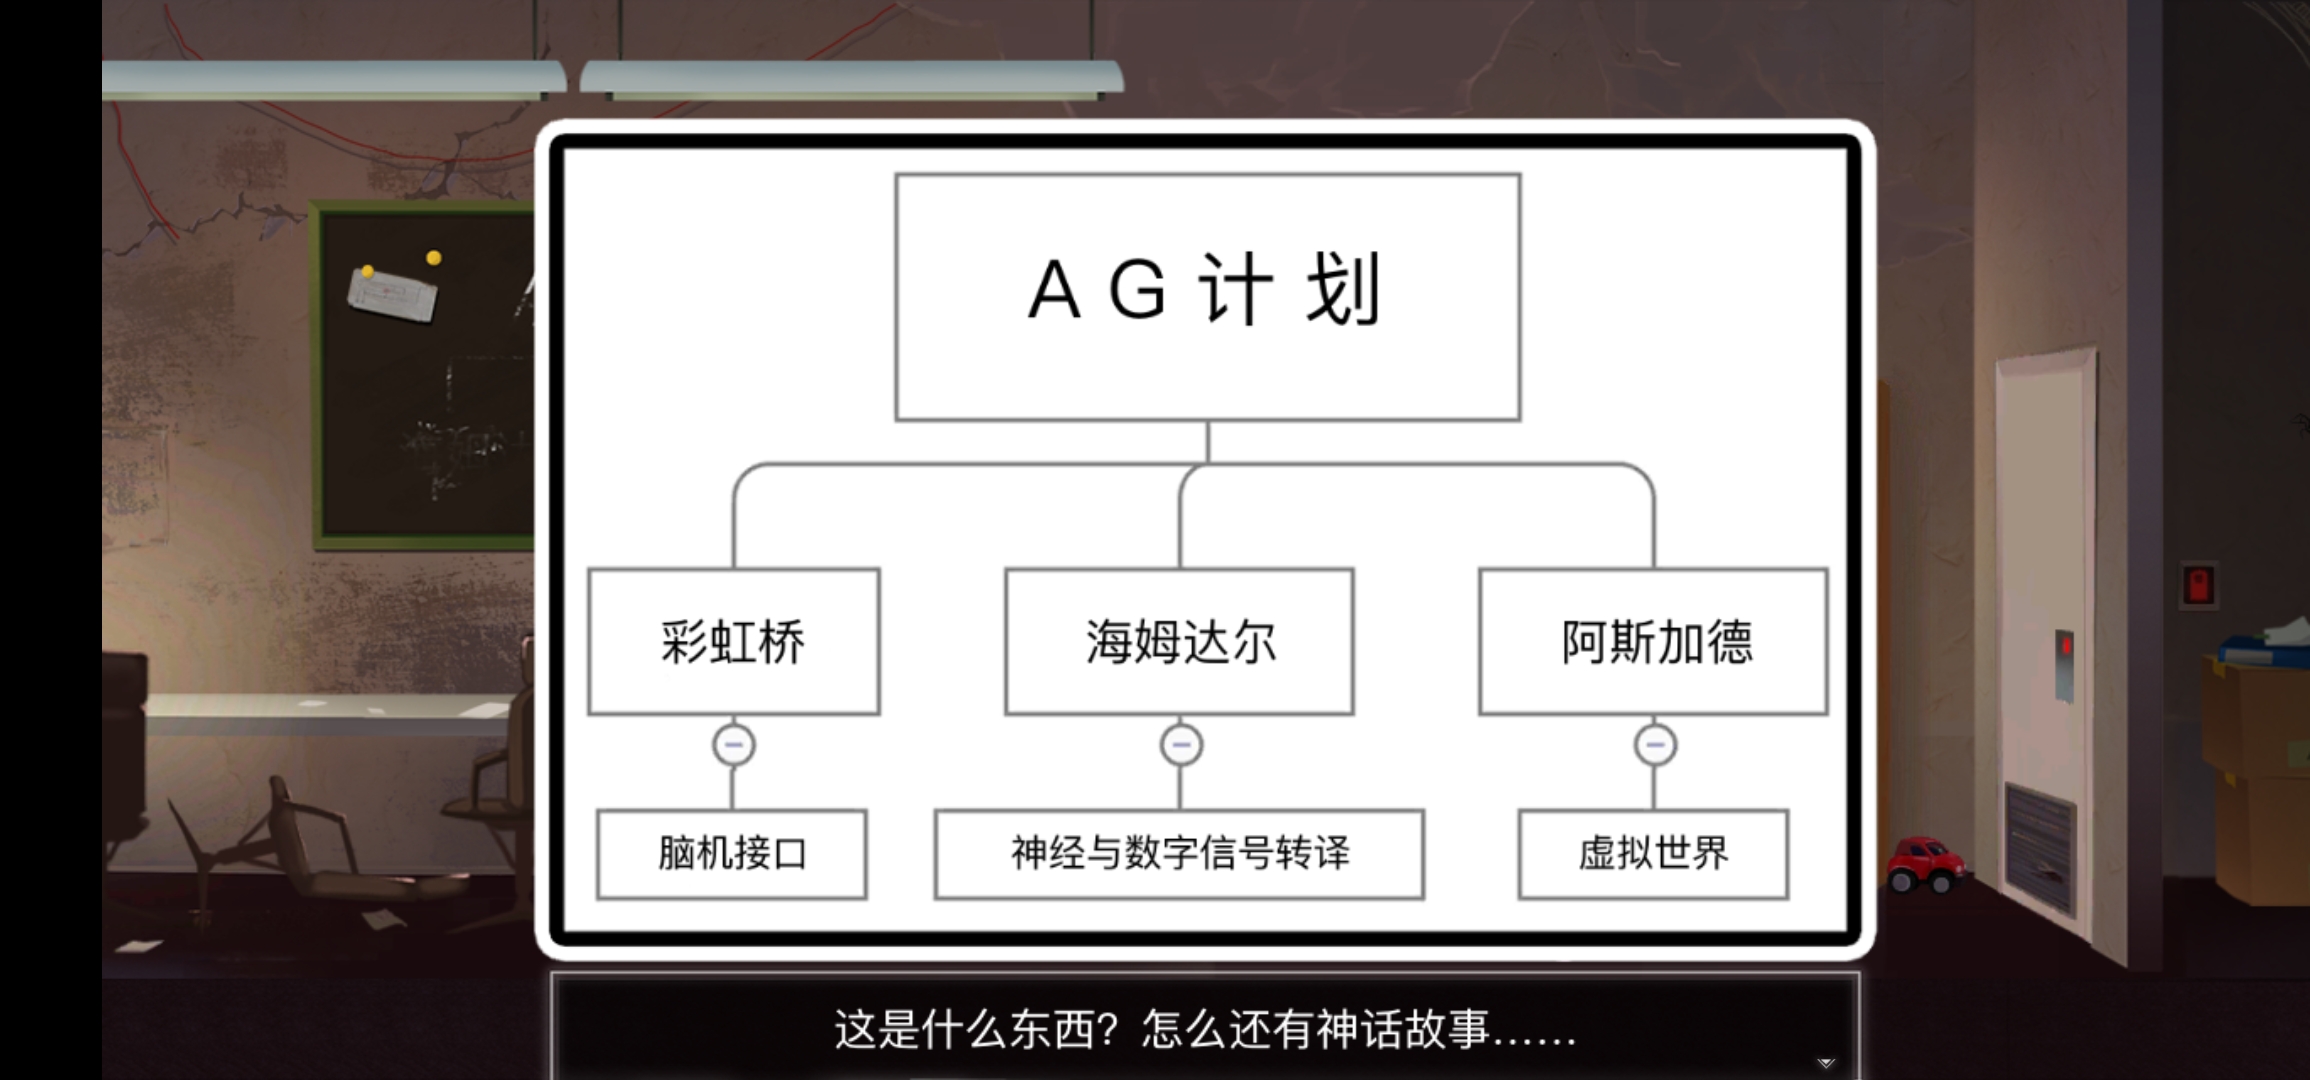 AG计划
彩虹桥
海姆达尔
阿斯加德
脑机接口
神经与数字信号转译
虚拟世界
这是什么东西？怎么还有神话故事……